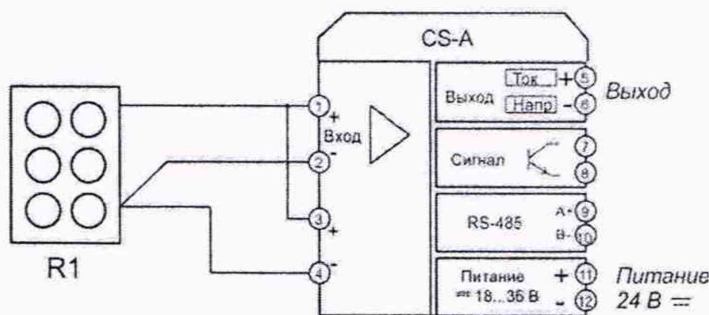 CS-A
1
+
Вход
2
-
3
+
4
-
R1
Выход
Ток
+
5
Напр
-
6
Выход
Сигнал
7
8
RS-485
A+
9
B-
10
Питание
+
11
= 18...36 В
-
12
Питание
24 В =